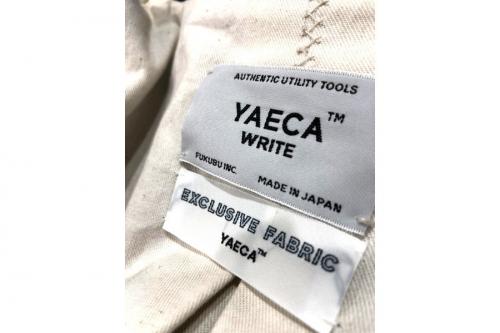 AUTHENTIC UTILITY TOOLS
YAECA™
WRITE
FUKUBU INC.
MADE IN JAPAN
EXCLUSIVE FABRIC
YAECA™